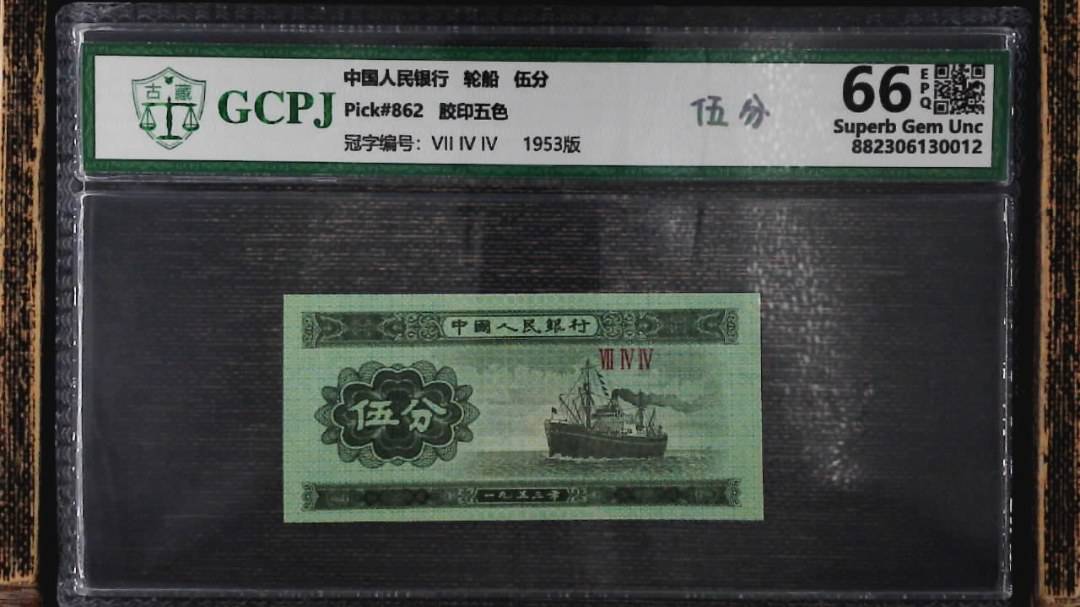 中国人民银行 轮船 伍分
古藏
GCPJ
Pick#862 胶印五色
冠字编号: VII IV IV 1953版
伍分
66 EPQ
Superb Gem Unc
882306130012
中國人民銀行
VII IV IV
伍分
一九五三年